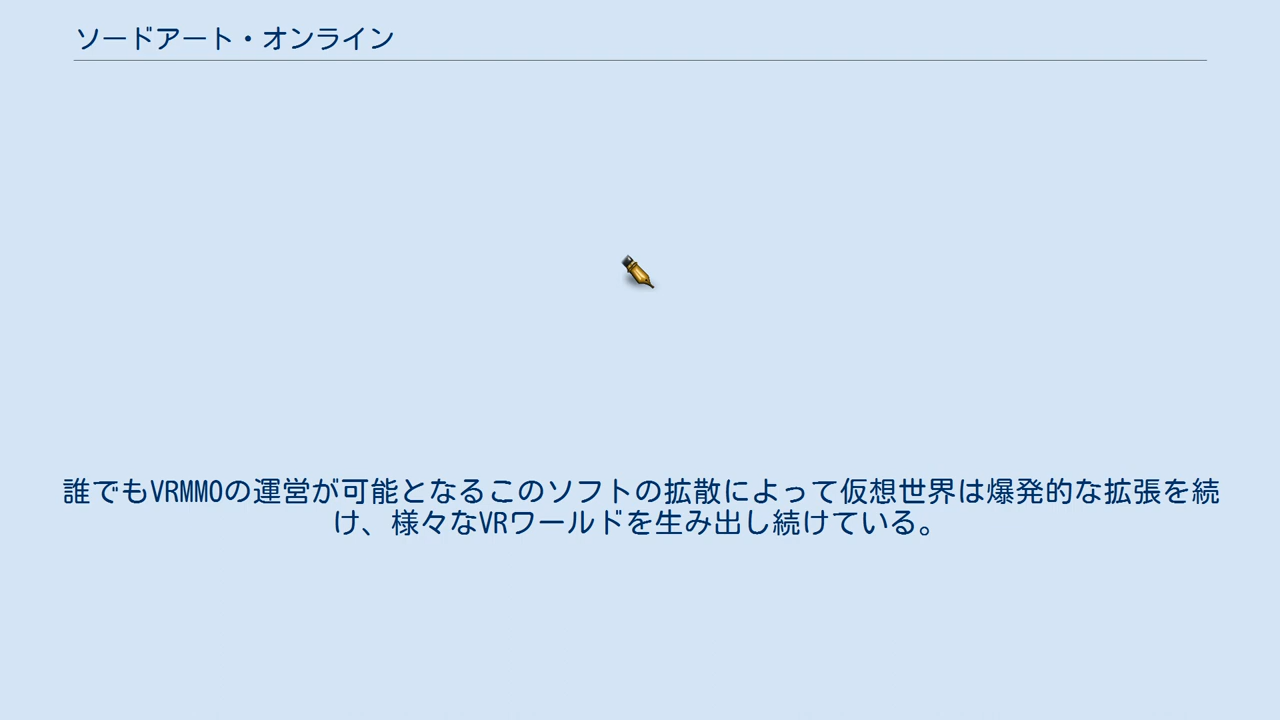 ソードアート・オンライン
誰でもVRMMOの運営が可能となるこのソフトの拡散によって仮想世界は爆発的な拡張を続
け、様々なVRワールドを生み出し続けている。